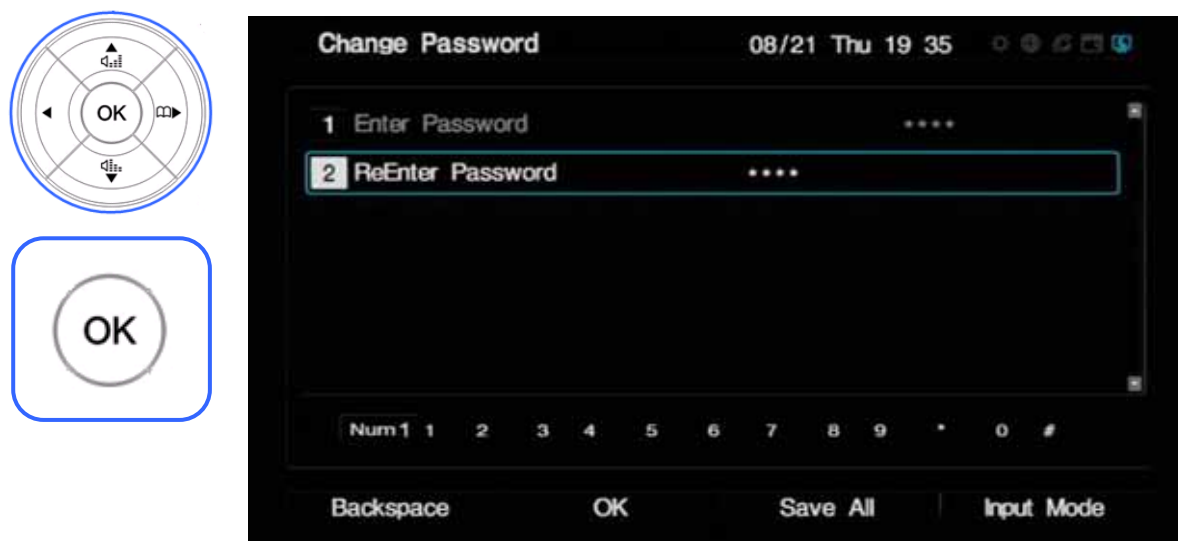 OK
OK
Change Password 08/21 Thu 19 35
1 Enter Password ****
2 ReEnter Password ****
Num1 1 2 3 4 5 6 7 8 9 * 0 #
Backspace OK Save All Input Mode